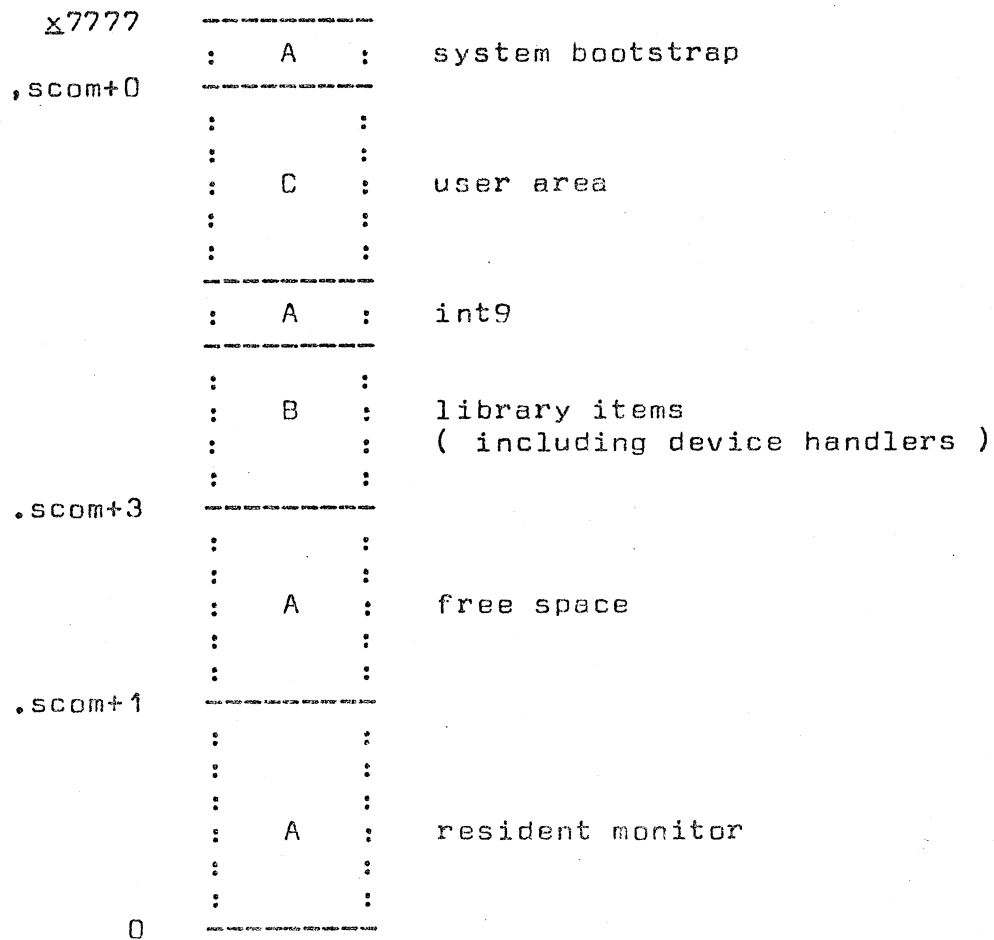 x7777 -----------
: A : system bootstrap
,scom+0 -----------
: :
: :
: C : user area
: :
: :
-----------
: A : int9
-----------
: :
: B : library items
: : ( including device handlers )
: :
.scom+3 -----------
: :
: :
: A : free space
: :
: :
.scom+1 -----------
: :
: :
: :
: A : resident monitor
: :
: :
0 -----------